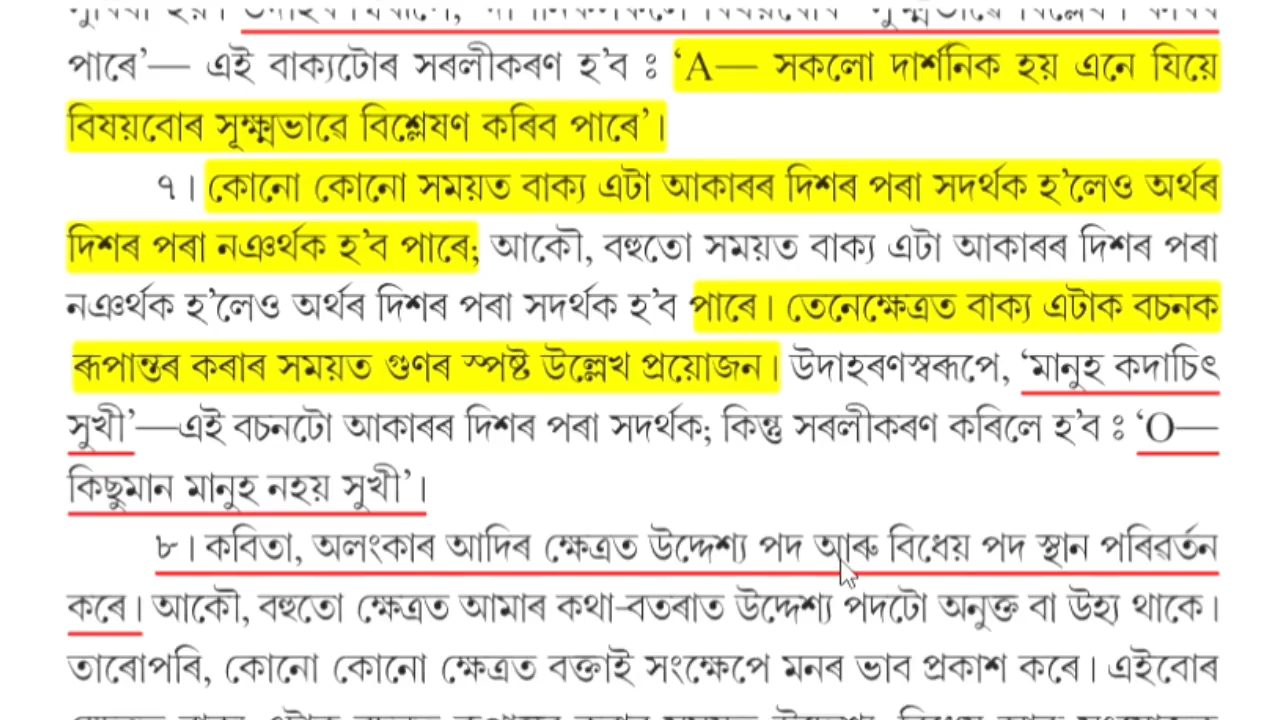 পাৰে’— এই বাক্যটোৰ সৰলীকৰণ হ’ব ঃ ‘A— সকলো দাৰ্শনিক হয় এনে যিয়ে
বিষয়বোৰ সূক্ষ্মভাৱে বিশ্লেষণ কৰিব পাৰে’।
৭। কোনো কোনো সময়ত বাক্য এটা আকাৰৰ দিশৰ পৰা সদৰ্থক হ’লেও অৰ্থৰ
দিশৰ পৰা নঞৰ্থক হ’ব পাৰে; আকৌ, বহুতো সময়ত বাক্য এটা আকাৰৰ দিশৰ পৰা
নঞৰ্থক হ’লেও অৰ্থৰ দিশৰ পৰা সদৰ্থক হ’ব পাৰে। তেনেক্ষেত্ৰত বাক্য এটাক বচনক
ৰূপান্তৰ কৰাৰ সময়ত গুণৰ স্পষ্ট উল্লেখ প্ৰয়োজন। উদাহৰণস্বৰূপে, ‘মানুহ কদাচিৎ
সুখী’—এই বচনটো আকাৰৰ দিশৰ পৰা সদৰ্থক; কিন্তু সৰলীকৰণ কৰিলে হ’ব ঃ ‘O—
কিছুমান মানুহ নহয় সুখী’।
৮। কবিতা, অলংকাৰ আদিৰ ক্ষেত্ৰত উদ্দেশ্য পদ আৰু বিধেয় পদ স্থান পৰিৱৰ্তন
কৰে। আকৌ, বহুতো ক্ষেত্ৰত আমাৰ কথা-বতৰাত উদ্দেশ্য পদটো অনুক্ত বা উহ্য থাকে।
তাৰোপৰি, কোনো কোনো ক্ষেত্ৰত বক্তাই সংক্ষেপে মনৰ ভাব প্ৰকাশ কৰে। এইবোৰ